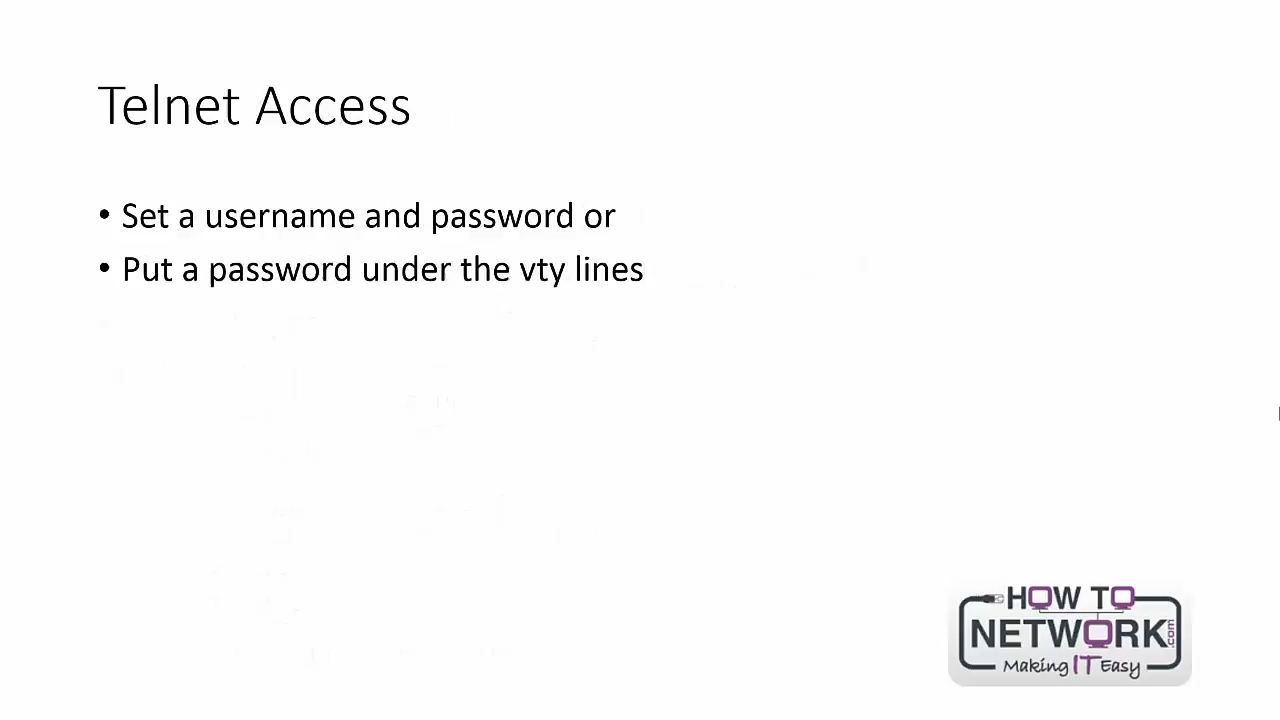 Telnet Access
• Set a username and password or
• Put a password under the vty lines
HOW TO
NETWORK.com
Making IT Easy